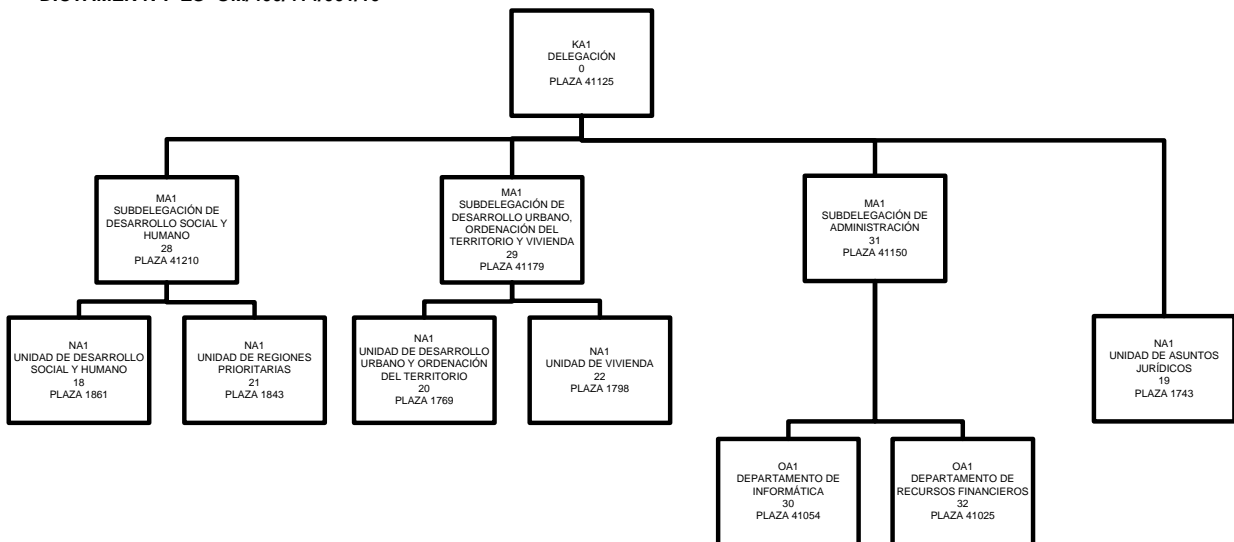 KA1
DELEGACIÓN
0
PLAZA 41125
MA1
SUBDELEGACIÓN DE
DESARROLLO SOCIAL Y
HUMANO
28
PLAZA 41210
MA1
SUBDELEGACIÓN DE
DESARROLLO URBANO,
ORDENACIÓN DEL
TERRITORIO Y VIVIENDA
29
PLAZA 41179
MA1
SUBDELEGACIÓN DE
ADMINISTRACIÓN
31
PLAZA 41150
NA1
UNIDAD DE DESARROLLO
SOCIAL Y HUMANO
18
PLAZA 1861
NA1
UNIDAD DE REGIONES
PRIORITARIAS
21
PLAZA 1843
NA1
UNIDAD DE DESARROLLO
URBANO Y ORDENACIÓN
DEL TERRITORIO
20
PLAZA 1769
NA1
UNIDAD DE VIVIENDA
22
PLAZA 1798
NA1
UNIDAD DE ASUNTOS
JURÍDICOS
19
PLAZA 1743
OA1
DEPARTAMENTO DE
INFORMÁTICA
30
PLAZA 41054
OA1
DEPARTAMENTO DE
RECURSOS FINANCIEROS
32
PLAZA 41025